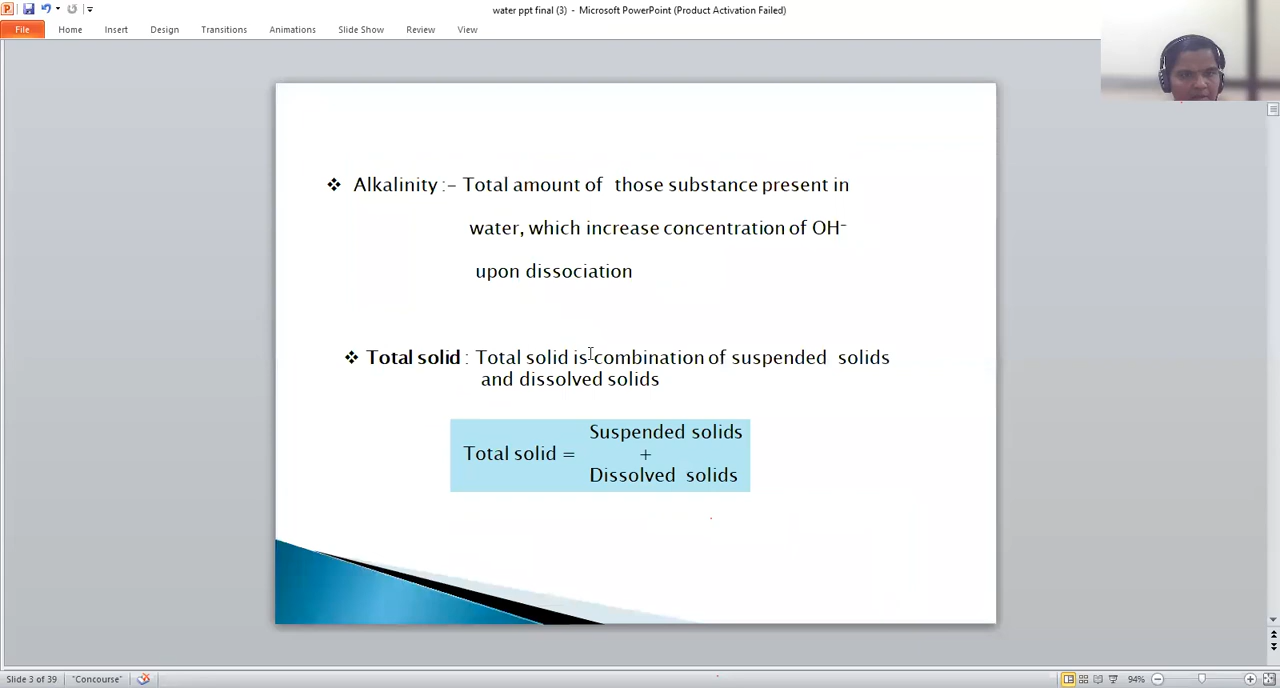 water ppt final (3) - Microsoft PowerPoint (Product Activation Failed)
File Home Insert Design Transitions Animations Slide Show Review View
❖ Alkalinity :- Total amount of those substance present in
water, which increase concentration of OH⁻
upon dissociation
❖ Total solid : Total solid is combination of suspended solids
and dissolved solids
Suspended solids
Total solid = +
Dissolved solids
Slide 3 of 39 "Concourse" 94%